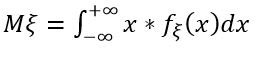 Mξ = ∫_{-∞}^{+∞} x * f_ξ(x)dx